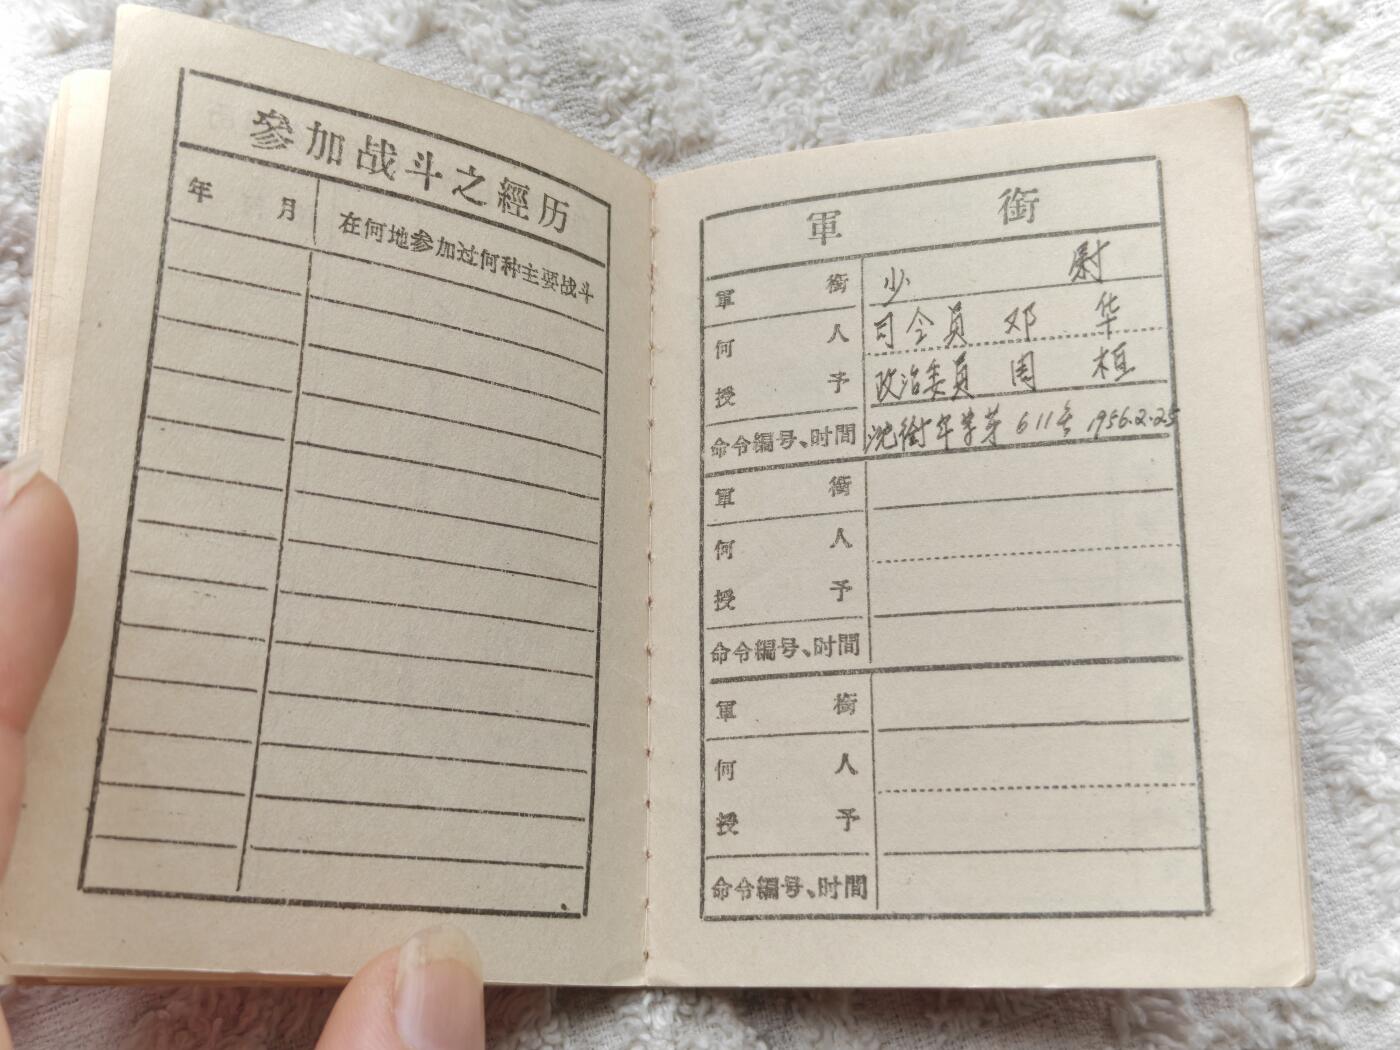 參加战斗之經历
年 月 在何地参加过何种主要战斗
軍 銜
軍 銜 少 尉
何 人 司令员 邓 华
授 予 政治委員 周 桓
命令編号、时間 沈銜字第611号 1956.2.25
軍 銜
何 人
授 予
命令編号、时間
軍 銜
何 人
授 予
命令編号、时間